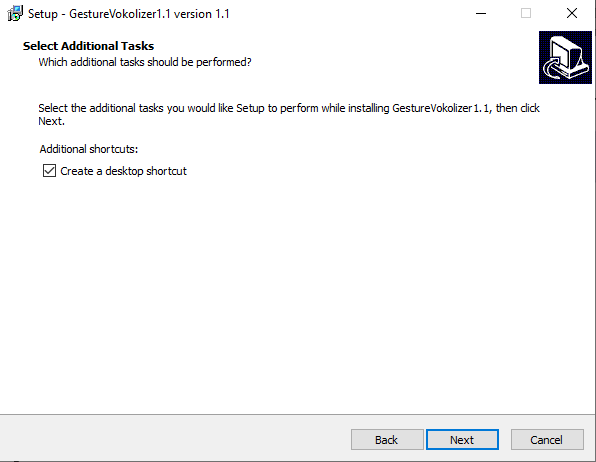 Setup - GestureVokolizer1.1 version 1.1
Select Additional Tasks
Which additional tasks should be performed?
Select the additional tasks you would like Setup to perform while installing GestureVokolizer1.1, then click
Next.
Additional shortcuts:
Create a desktop shortcut
Back
Next
Cancel